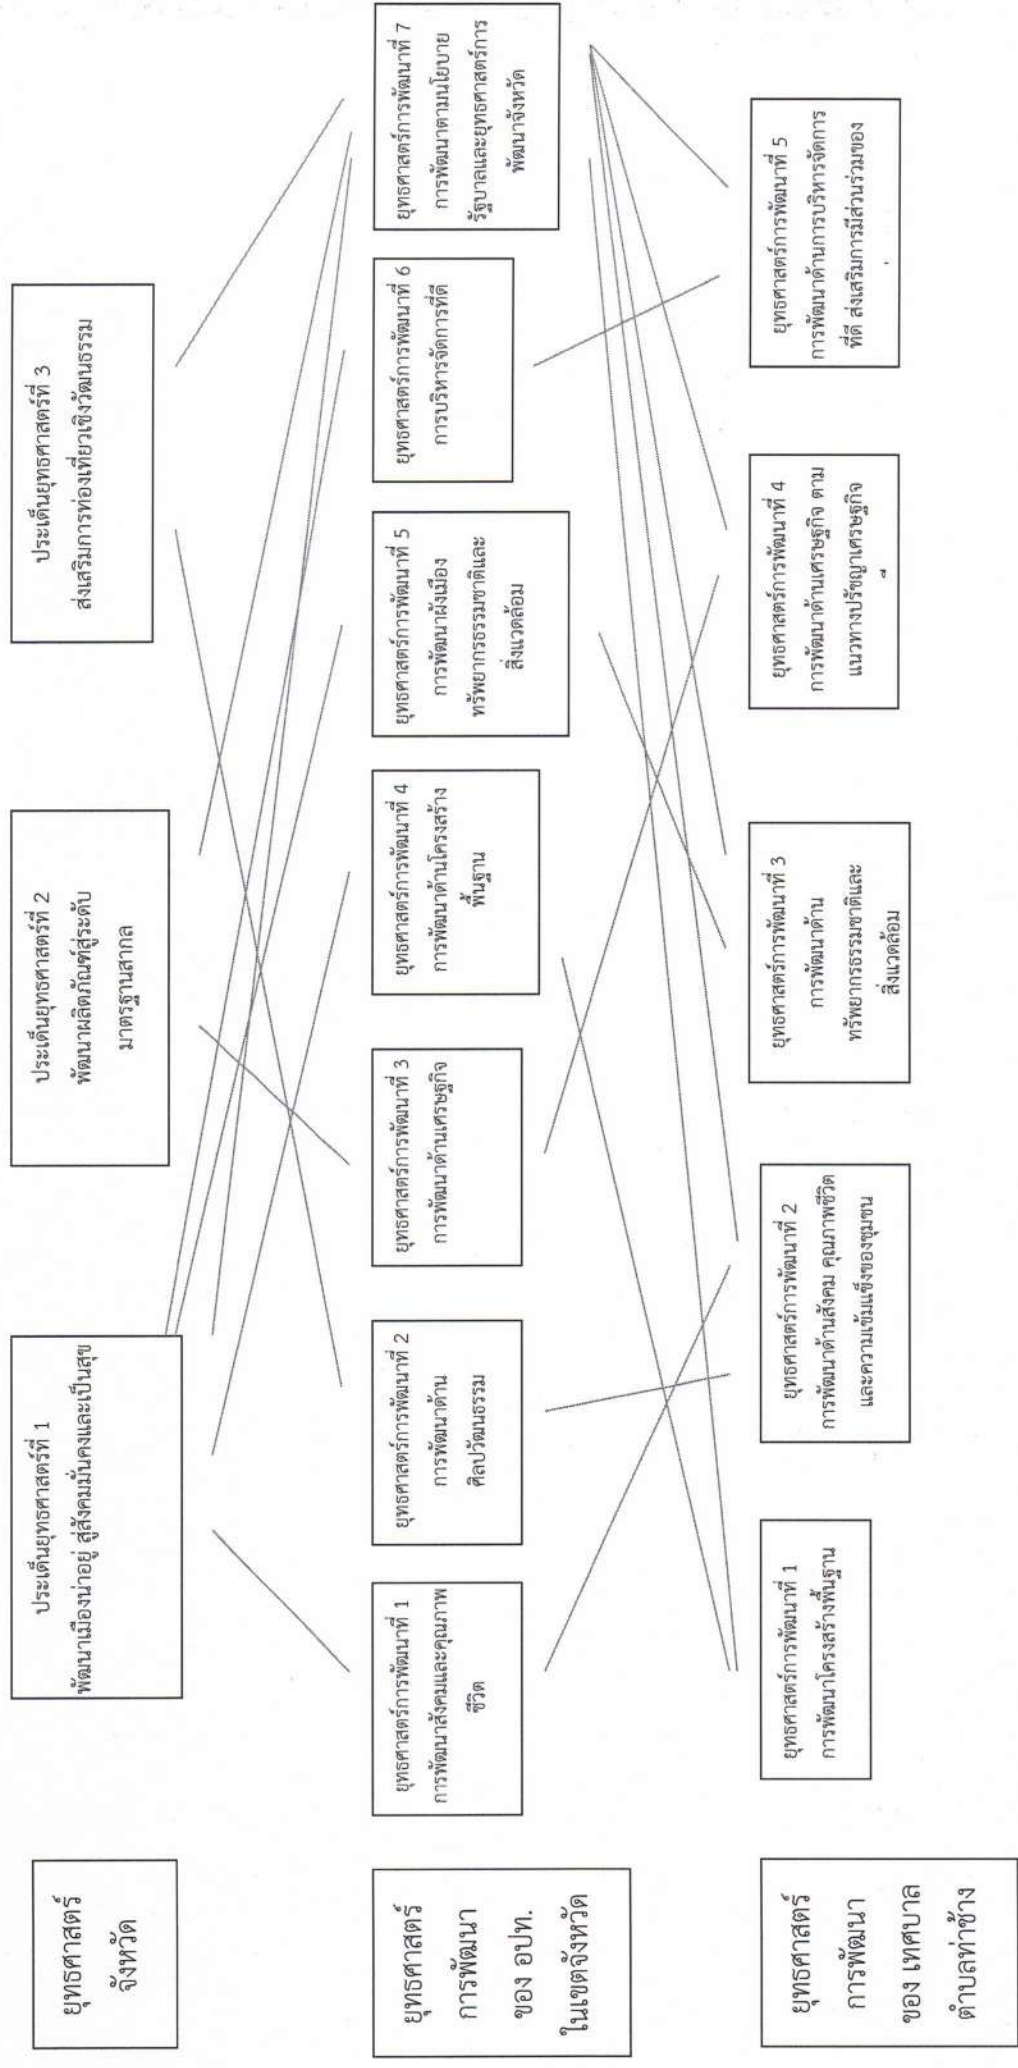 ยุทธศาสตร์
จังหวัด
ประเด็นยุทธศาสตร์ที่ 1
พัฒนาเมืองน่าอยู่ สู่สังคมมั่นคงและเป็นสุข
ประเด็นยุทธศาสตร์ที่ 2
พัฒนาผลิตภัณฑ์สู่ระดับ
มาตรฐานสากล
ประเด็นยุทธศาสตร์ที่ 3
ส่งเสริมการท่องเที่ยวเชิงวัฒนธรรม
ยุทธศาสตร์
การพัฒนา
ของ อปท.
ในเขตจังหวัด
ยุทธศาสตร์การพัฒนาที่ 1
การพัฒนาสังคมและคุณภาพ
ชีวิต
ยุทธศาสตร์การพัฒนาที่ 2
การพัฒนาด้าน
ศิลปวัฒนธรรม
ยุทธศาสตร์การพัฒนาที่ 3
การพัฒนาด้านเศรษฐกิจ
ยุทธศาสตร์การพัฒนาที่ 4
การพัฒนาด้านโครงสร้าง
พื้นฐาน
ยุทธศาสตร์การพัฒนาที่ 5
การพัฒนาผังเมือง
ทรัพยากรธรรมชาติและ
สิ่งแวดล้อม
ยุทธศาสตร์การพัฒนาที่ 6
การบริหารจัดการที่ดี
ยุทธศาสตร์การพัฒนาที่ 7
การพัฒนาตามนโยบาย
รัฐบาลและยุทธศาสตร์การ
พัฒนาจังหวัด
ยุทธศาสตร์
การพัฒนา
ของ เทศบาล
ตำบลท่าช้าง
ยุทธศาสตร์การพัฒนาที่ 1
การพัฒนาโครงสร้างพื้นฐาน
ยุทธศาสตร์การพัฒนาที่ 2
การพัฒนาด้านสังคม คุณภาพชีวิต
และความเข้มแข็งของชุมชน
ยุทธศาสตร์การพัฒนาที่ 3
การพัฒนาด้าน
ทรัพยากรธรรมชาติและ
สิ่งแวดล้อม
ยุทธศาสตร์การพัฒนาที่ 4
การพัฒนาด้านเศรษฐกิจ ตาม
แนวทางปรัชญาเศรษฐกิจ
ยุทธศาสตร์การพัฒนาที่ 5
การพัฒนาด้านการบริหารจัดการ
ที่ดี ส่งเสริมการมีส่วนร่วมของ